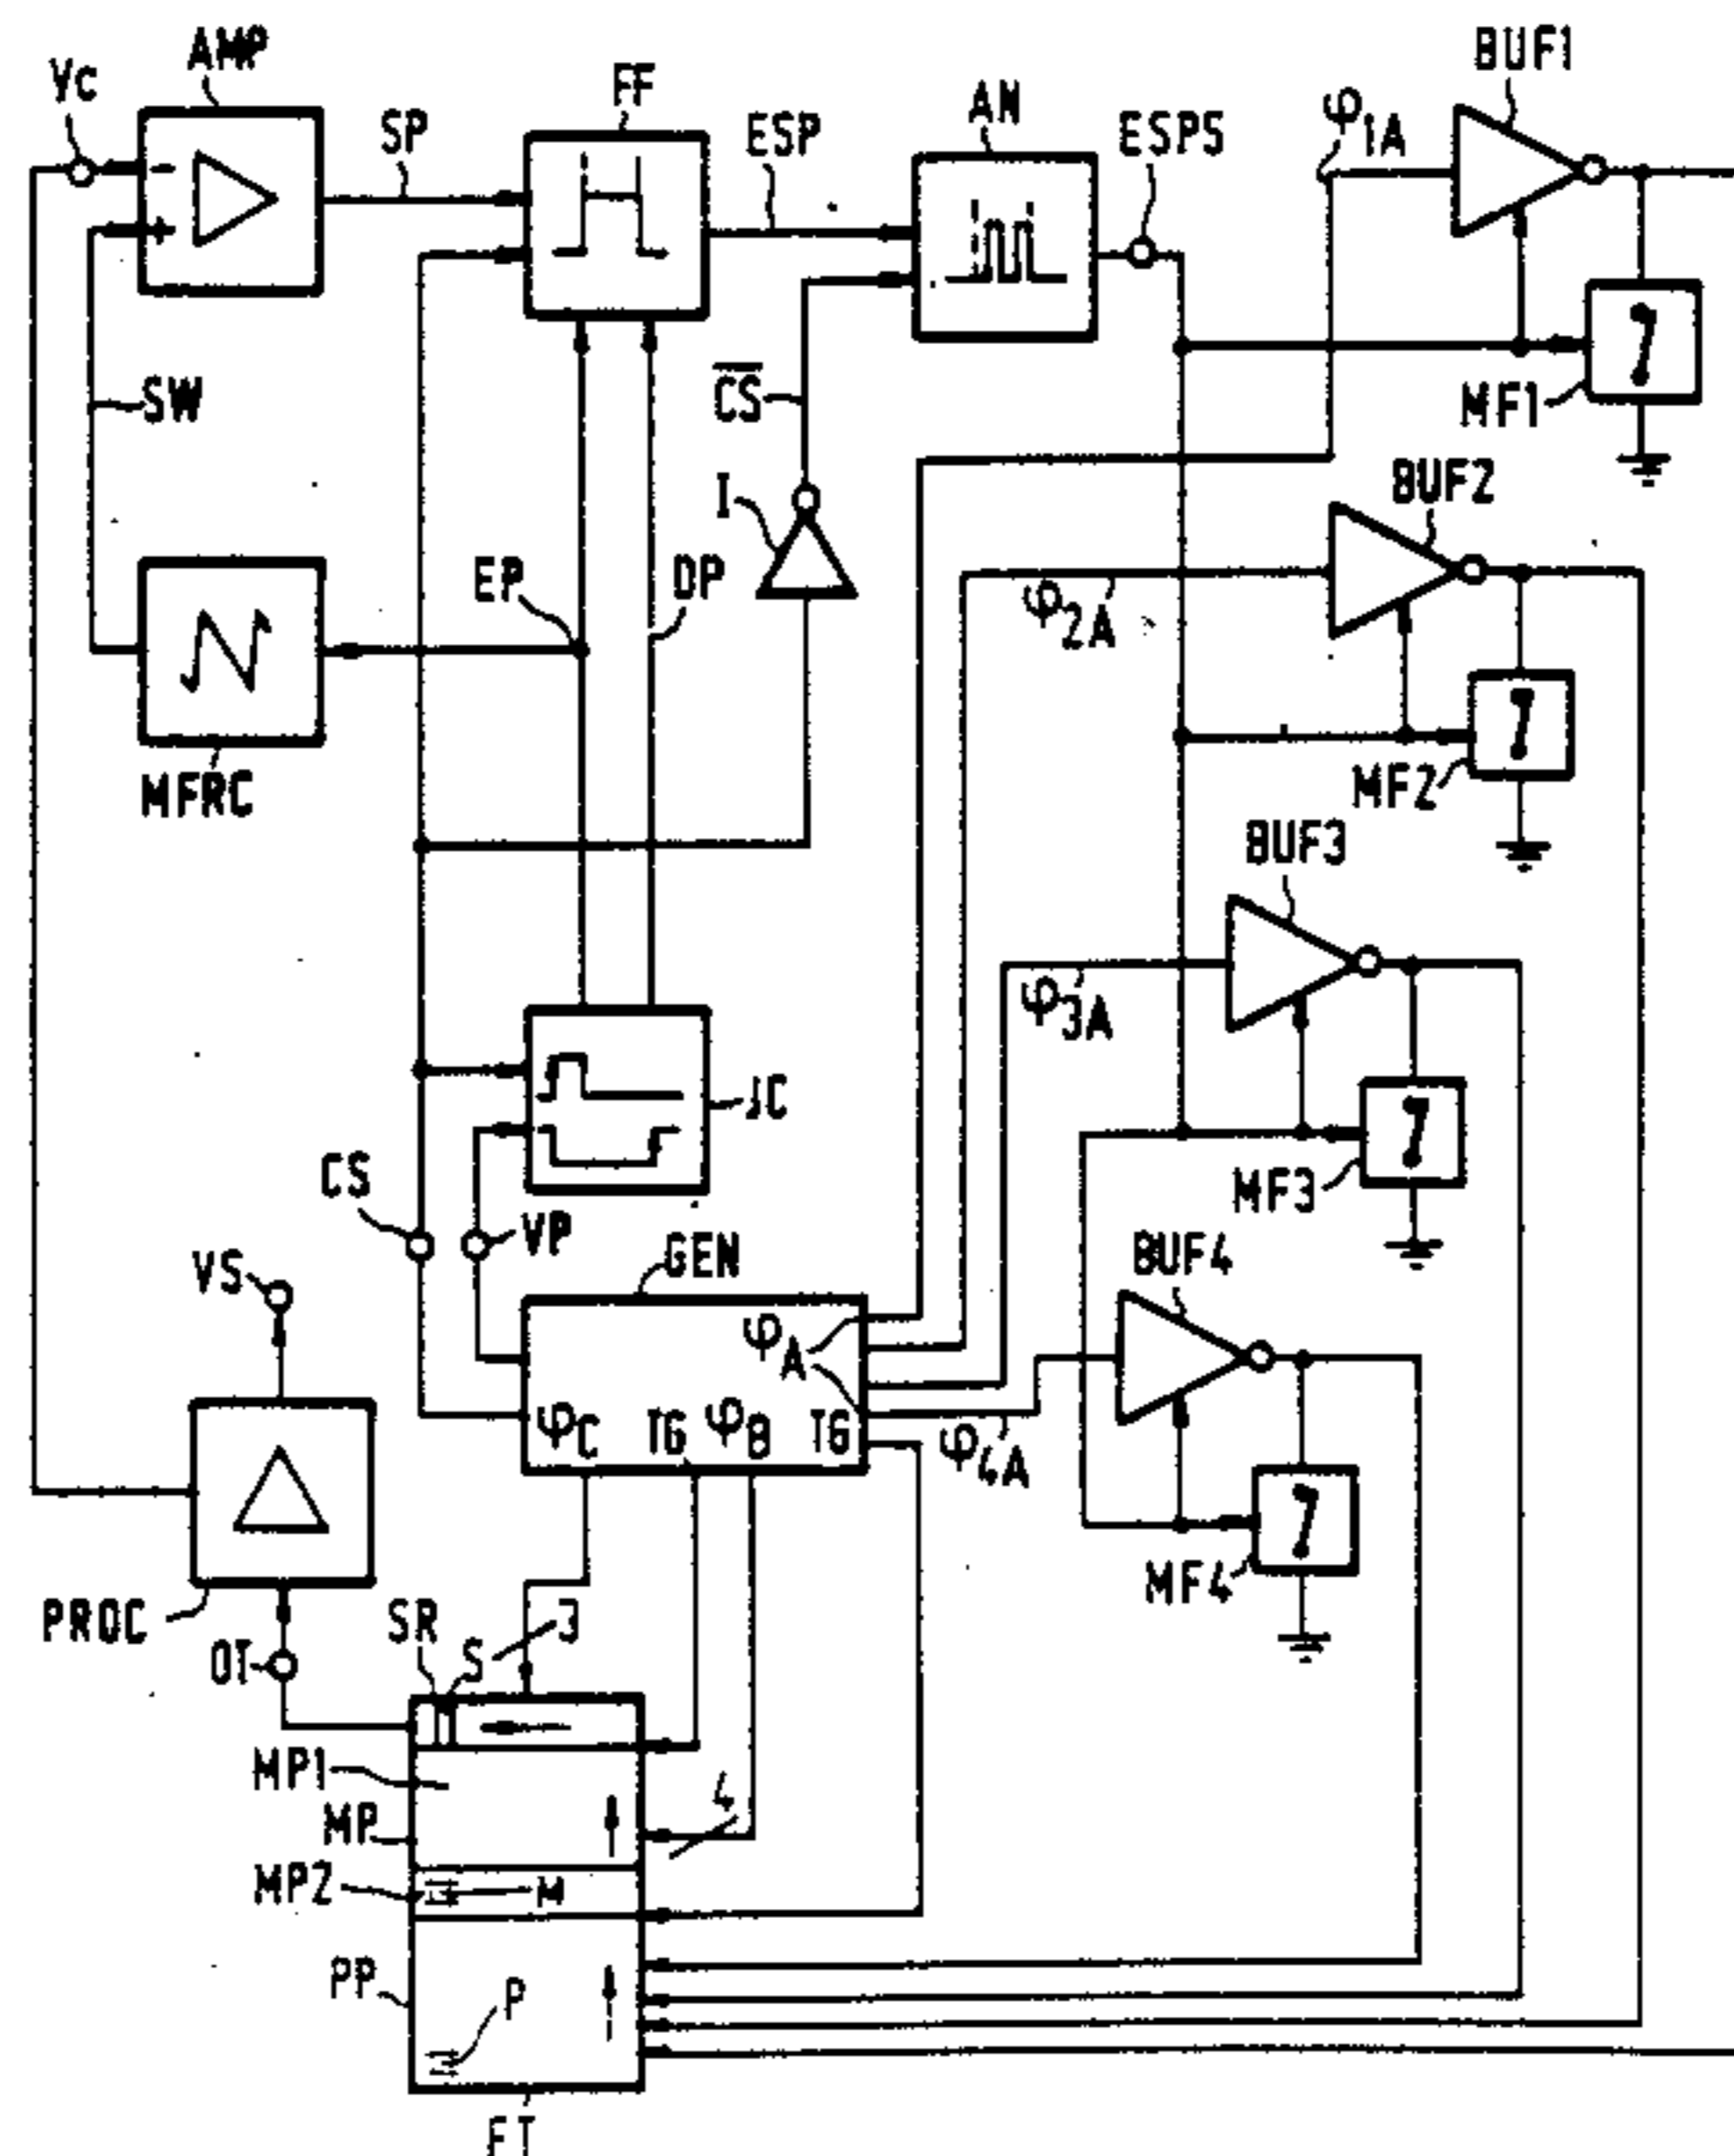 Vc
AMP
SP
FF
ESP
AN
ESPS
φ1A
BUF1
-
+
SW
C̅S̅
MF1
I
BUF2
EP
DP
φ2A
MFRC
MF2
BUF3
φ3A
JC
CS
VP
MF3
VS
GEN
BUF4
φA
φC
TG
φB
TG
φ4A
MF4
PROC
OT
SR
S
3
MP1
4
MP
MP2
M
PP
P